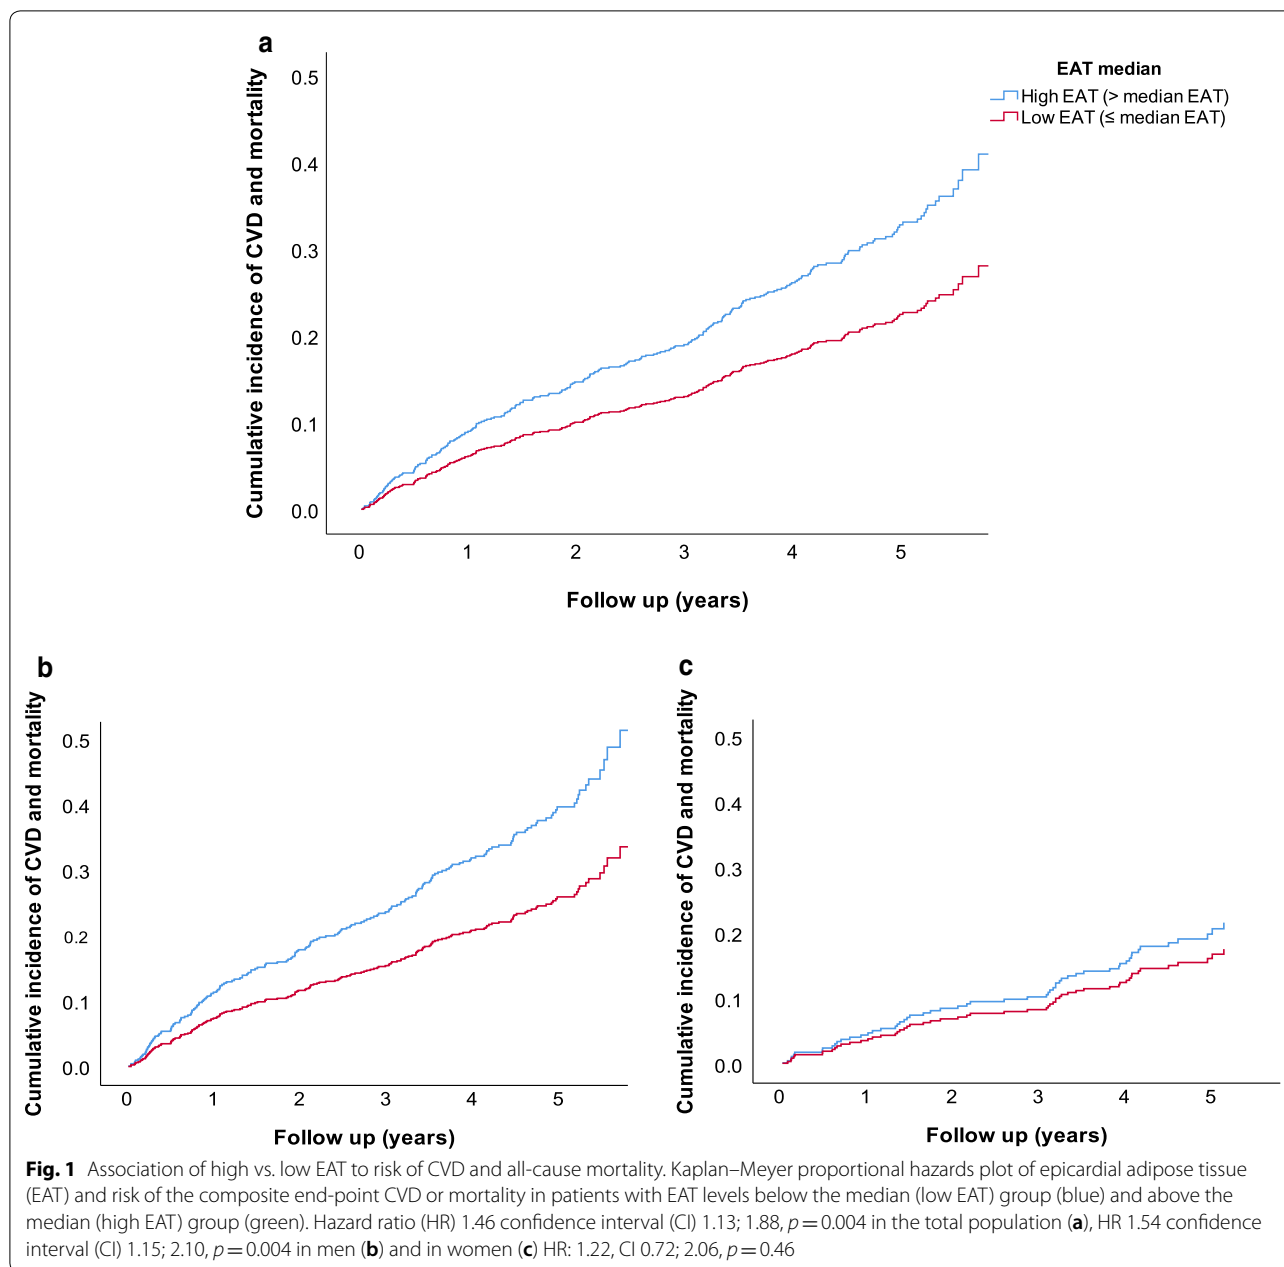 a
Cumulative incidence of CVD and mortality
0.5
0.4
0.3
0.2
0.1
0.0
0 1 2 3 4 5
Follow up (years)
EAT median
High EAT (> median EAT)
Low EAT (≤ median EAT)
b
Cumulative incidence of CVD and mortality
0.5
0.4
0.3
0.2
0.1
0.0
0 1 2 3 4 5
Follow up (years)
c
Cumulative incidence of CVD and mortality
0.5
0.4
0.3
0.2
0.1
0.0
0 1 2 3 4 5
Follow up (years)
Fig. 1 Association of high vs. low EAT to risk of CVD and all-cause mortality. Kaplan–Meyer proportional hazards plot of epicardial adipose tissue
(EAT) and risk of the composite end-point CVD or mortality in patients with EAT levels below the median (low EAT) group (blue) and above the
median (high EAT) group (green). Hazard ratio (HR) 1.46 confidence interval (CI) 1.13; 1.88, p = 0.004 in the total population (a), HR 1.54 confidence
interval (CI) 1.15; 2.10, p = 0.004 in men (b) and in women (c) HR: 1.22, CI 0.72; 2.06, p = 0.46